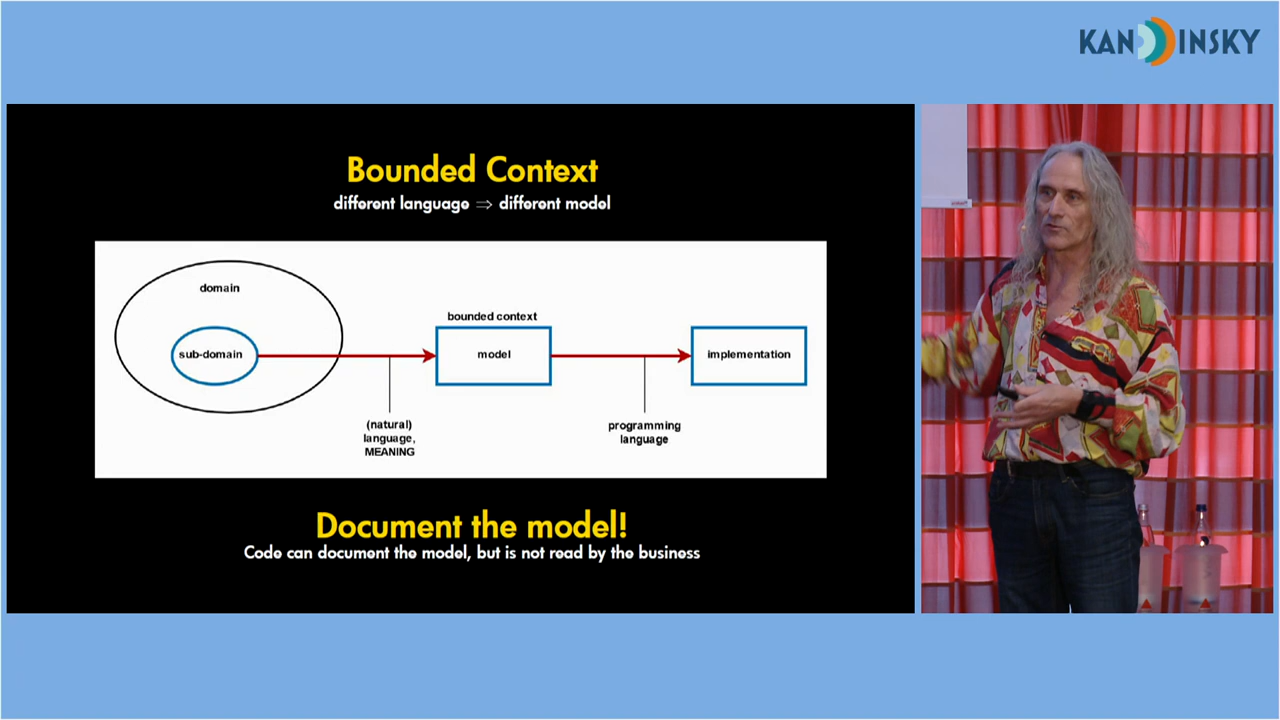 KANDDINSKY
Bounded Context
different language ⇒ different model
domain
bounded context
sub-domain
model
implementation
(natural)
language,
MEANING
programming
language
Document the model!
Code can document the model, but is not read by the business